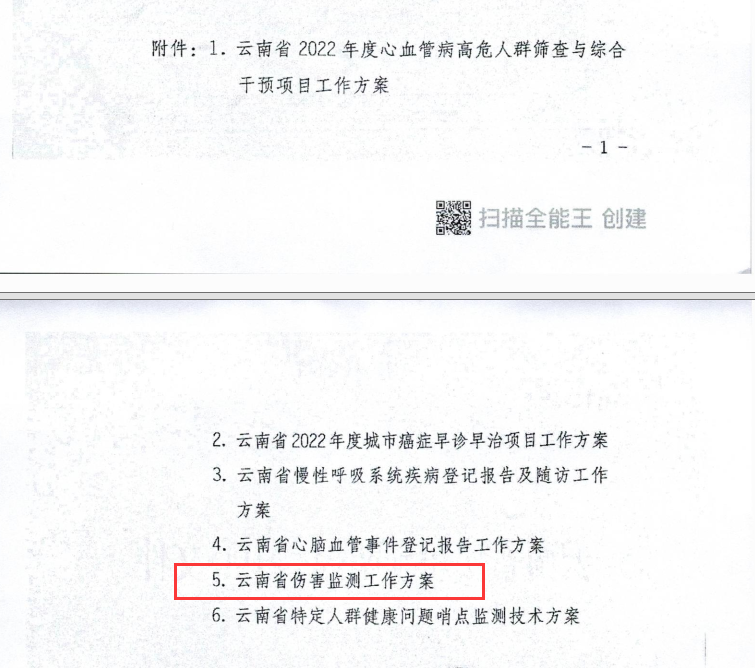 附件：1. 云南省 2022 年度心血管病高危人群筛查与综合
干预项目工作方案
- 1 -
扫描全能王 创建
2. 云南省2022年度城市癌症早诊早治项目工作方案
3. 云南省慢性呼吸系统疾病登记报告及随访工作
方案
4. 云南省心脑血管事件登记报告工作方案
5. 云南省伤害监测工作方案
6. 云南省特定人群健康问题哨点监测技术方案